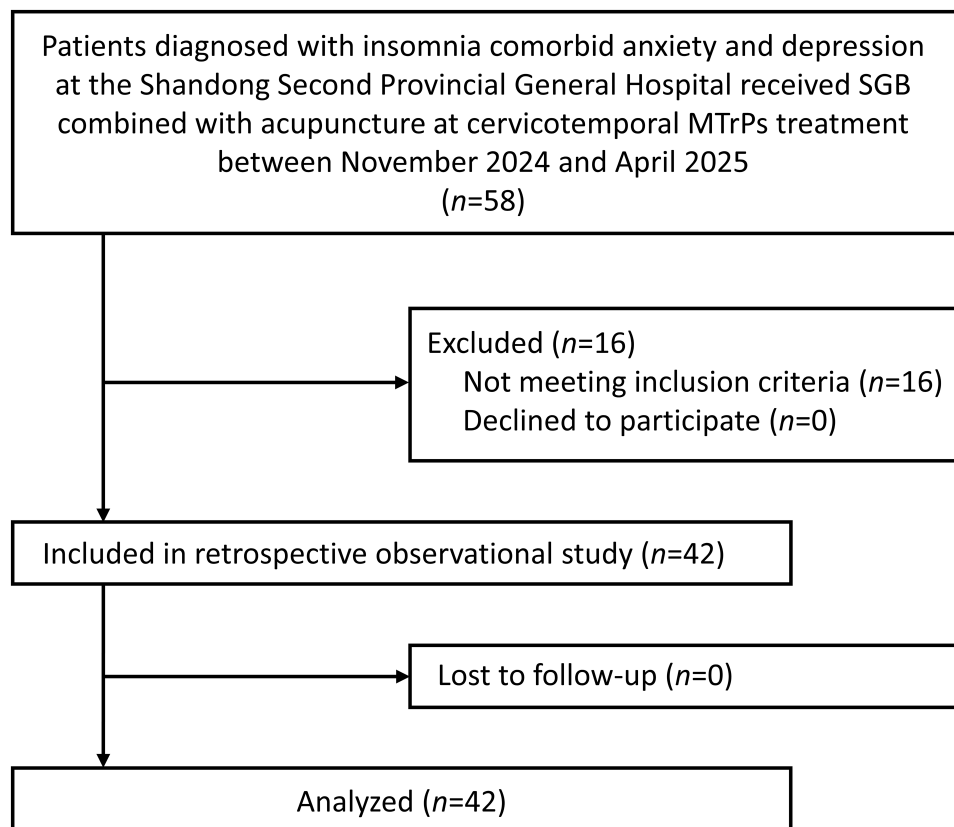 Patients diagnosed with insomnia comorbid anxiety and depression
at the Shandong Second Provincial General Hospital received SGB
combined with acupuncture at cervicotemporal MTrPs treatment
between November 2024 and April 2025
(n=58)
Excluded (n=16)
Not meeting inclusion criteria (n=16)
Declined to participate (n=0)
Included in retrospective observational study (n=42)
Lost to follow-up (n=0)
Analyzed (n=42)